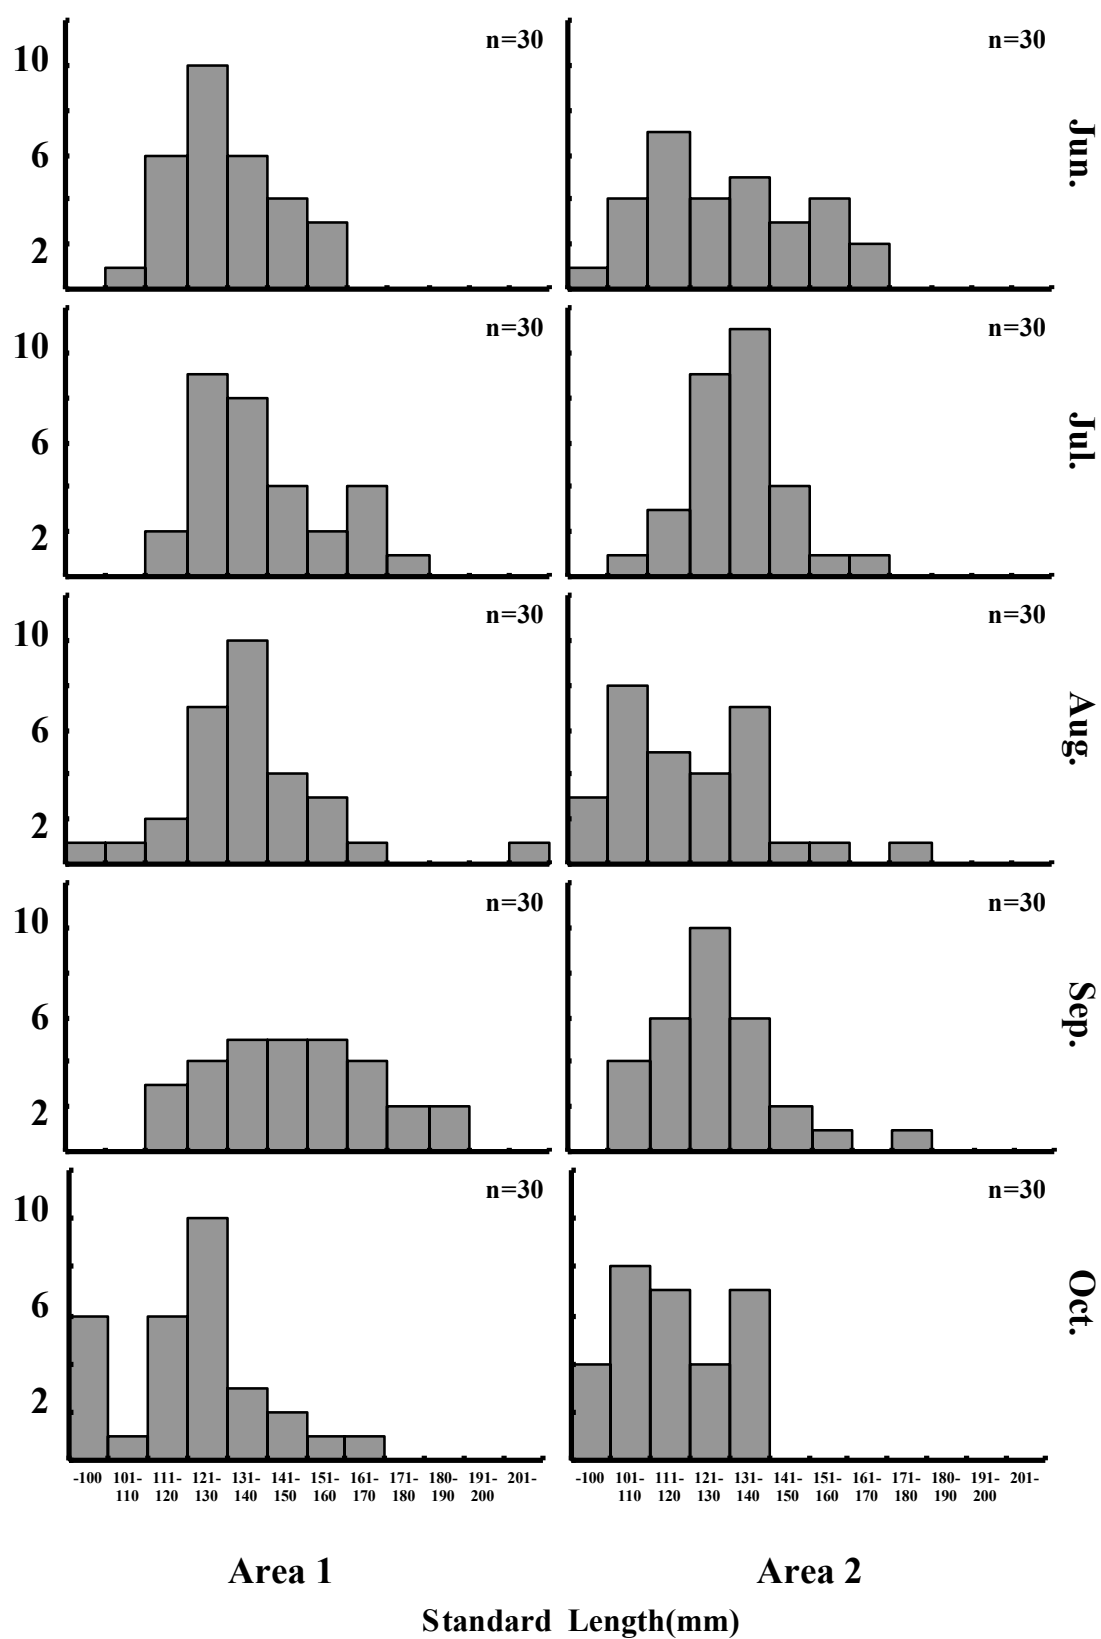 n=30
n=30
10
6
2
Jun.
n=30
n=30
10
6
2
Jul.
n=30
n=30
10
6
2
Aug.
n=30
n=30
10
6
2
Sep.
n=30
n=30
10
6
2
Oct.
-100 101- 111- 121- 131- 141- 151- 161- 171- 180- 191- 201-
110 120 130 140 150 160 170 180 190 200
-100 101- 111- 121- 131- 141- 151- 161- 171- 180- 191- 201-
110 120 130 140 150 160 170 180 190 200
Area 1
Area 2
Standard Length(mm)